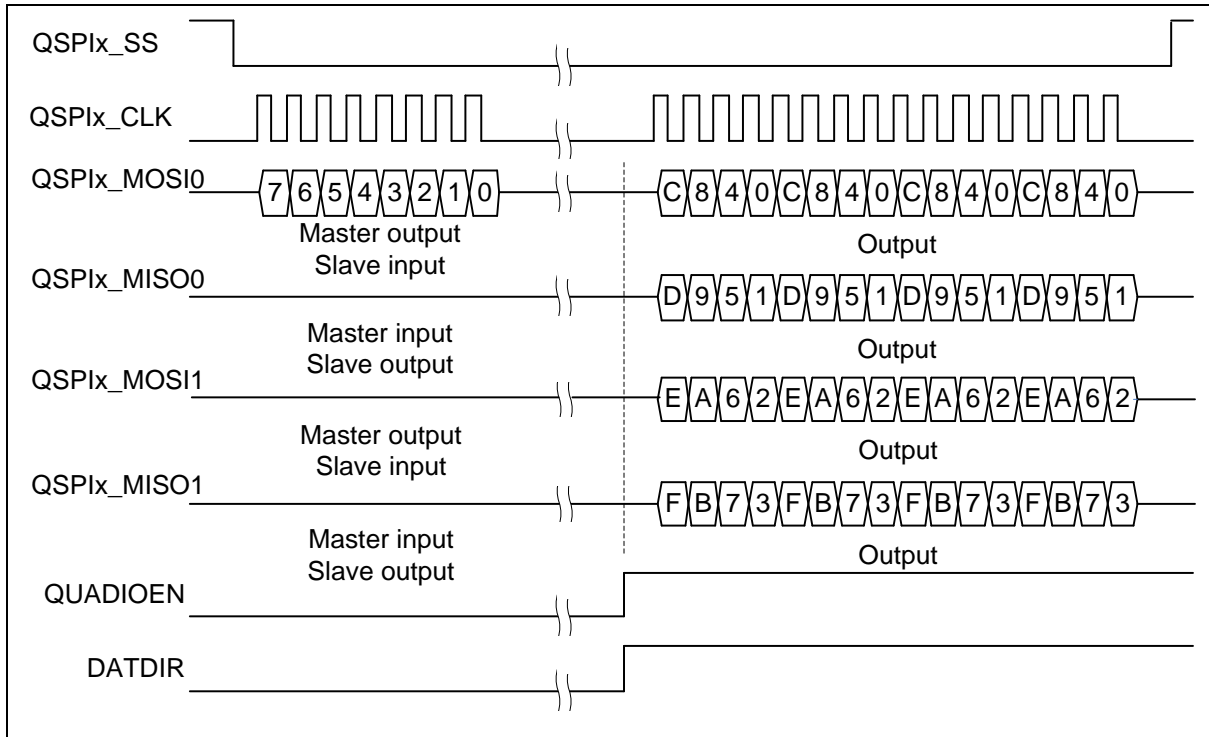 QSPIx_SS
QSPIx_CLK
QSPIx_MOSI0
7 6 5 4 3 2 1 0
C 8 4 0 C 8 4 0 C 8 4 0 C 8 4 0
Master output
Slave input
Output
QSPIx_MISO0
D 9 5 1 D 9 5 1 D 9 5 1 D 9 5 1
Master input
Slave output
Output
QSPIx_MOSI1
E A 6 2 E A 6 2 E A 6 2 E A 6 2
Master output
Slave input
Output
QSPIx_MISO1
F B 7 3 F B 7 3 F B 7 3 F B 7 3
Master input
Slave output
Output
QUADIOEN
DATDIR